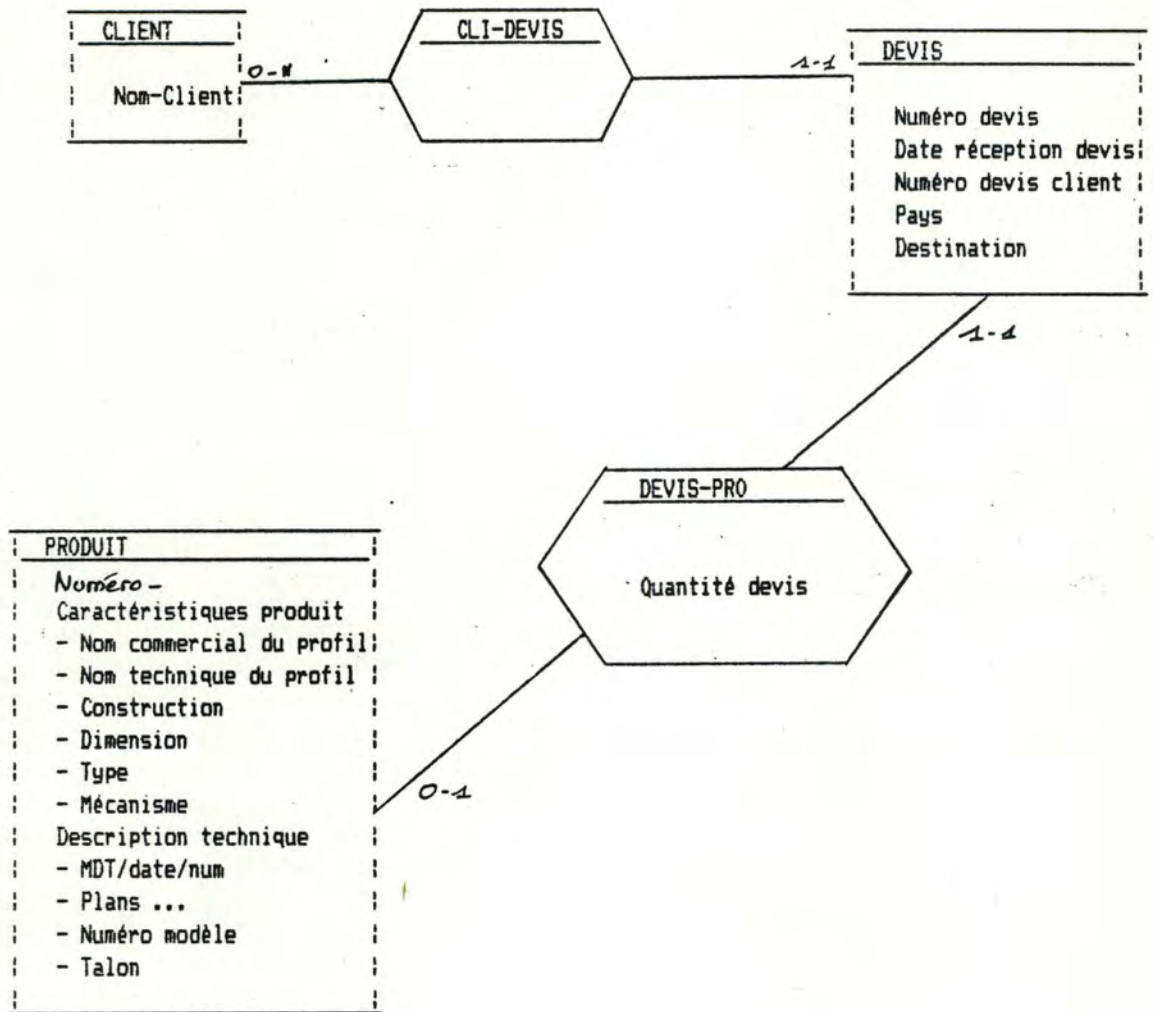 CLIENT
Nom-Client
0-N
CLI-DEVIS
1-1
DEVIS
Numéro devis
Date réception devis
Numéro devis client
Pays
Destination
1-1
DEVIS-PRO
Quantité devis
0-1
PRODUIT
Numéro-
Caractéristiques produit
- Nom commercial du profil
- Nom technique du profil
- Construction
- Dimension
- Type
- Mécanisme
Description technique
- MDT/date/num
- Plans ...
- Numéro modèle
- Talon